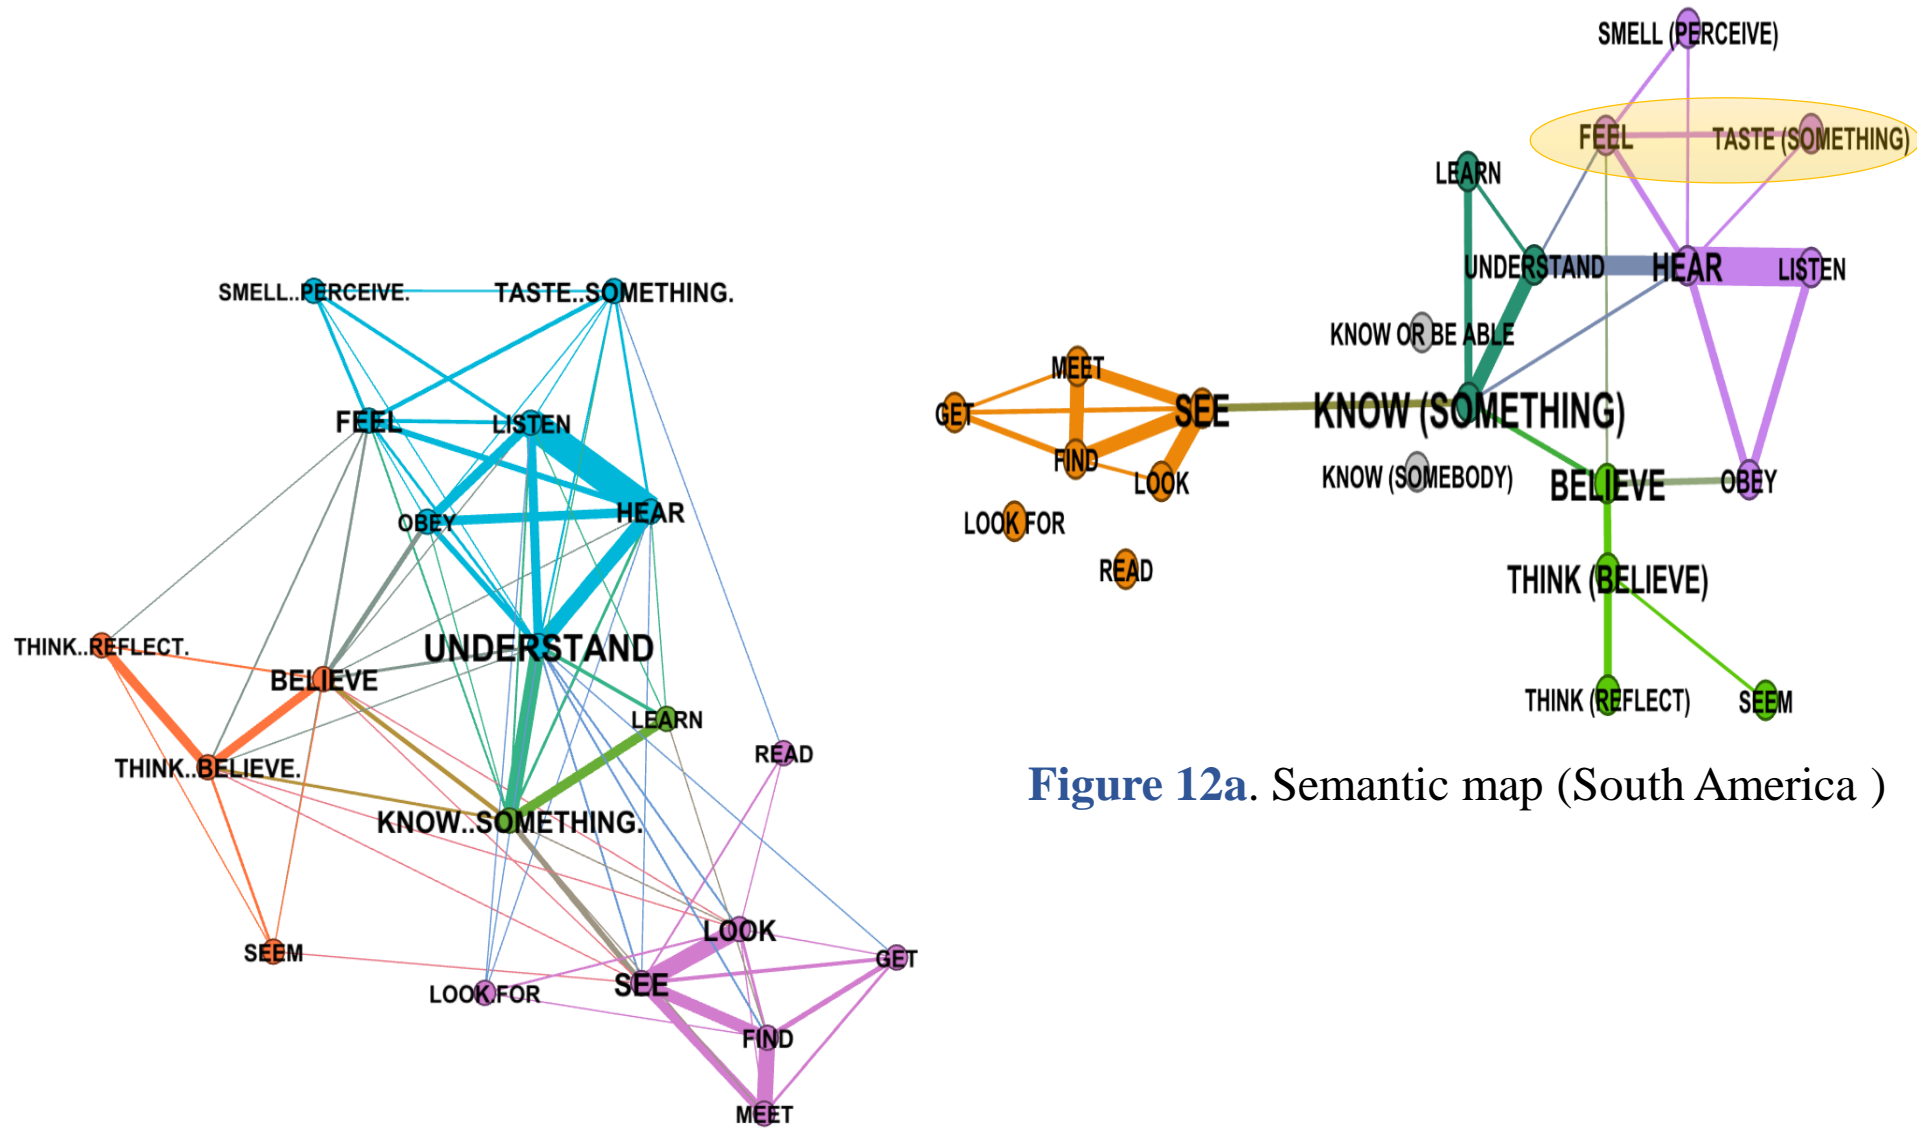 SMELL..PERCEIVE.
TASTE..SOMETHING.
FEEL
LISTEN
OBEY
HEAR
THINK..REFLECT.
UNDERSTAND
BELIEVE
LEARN
READ
THINK..BELIEVE.
KNOW..SOMETHING.
LOOK
SEEM
GET
SEE
LOOK.FOR
FIND
MEET
SMELL (PERCEIVE)
FEEL
TASTE (SOMETHING)
LEARN
UNDERSTAND
HEAR
LISTEN
KNOW OR BE ABLE
MEET
GET
SEE
KNOW (SOMETHING)
FIND
LOOK
KNOW (SOMEBODY)
BELIEVE
OBEY
LOOK FOR
READ
THINK (BELIEVE)
THINK (REFLECT)
SEEM
Figure 12a. Semantic map (South America )